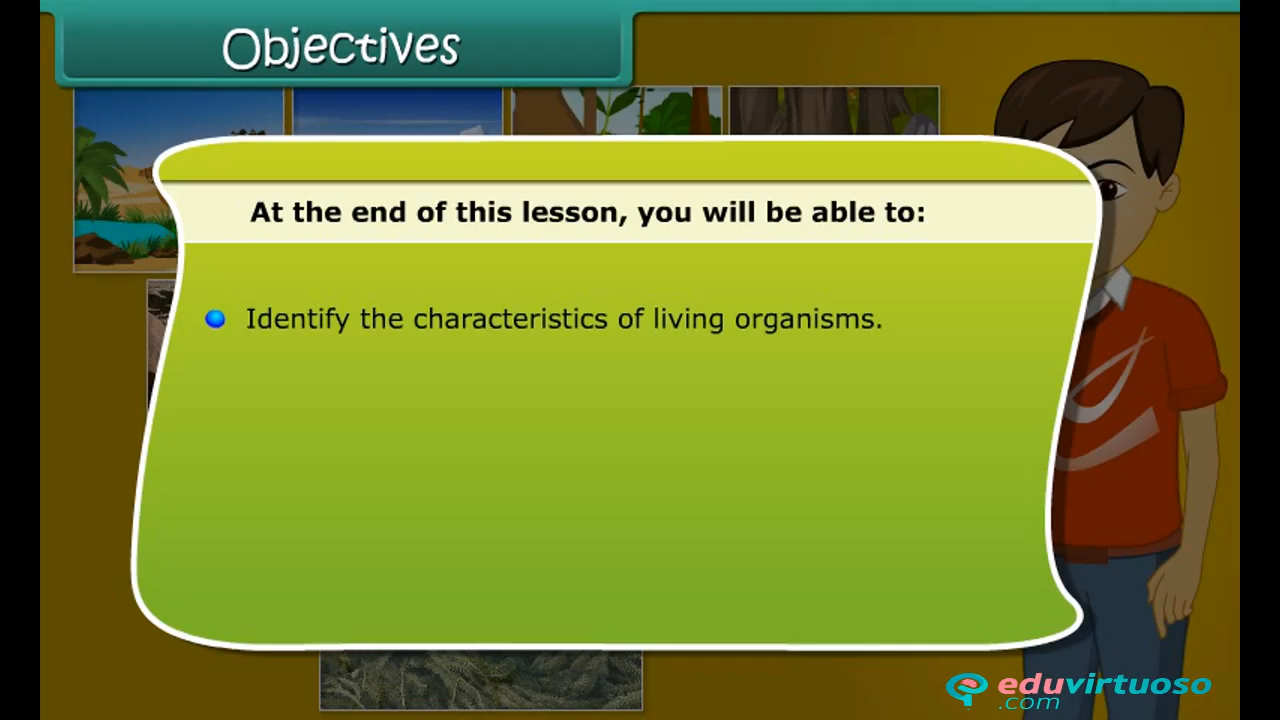 Objectives
At the end of this lesson, you will be able to:
Identify the characteristics of living organisms.
eduvirtuoso
.com